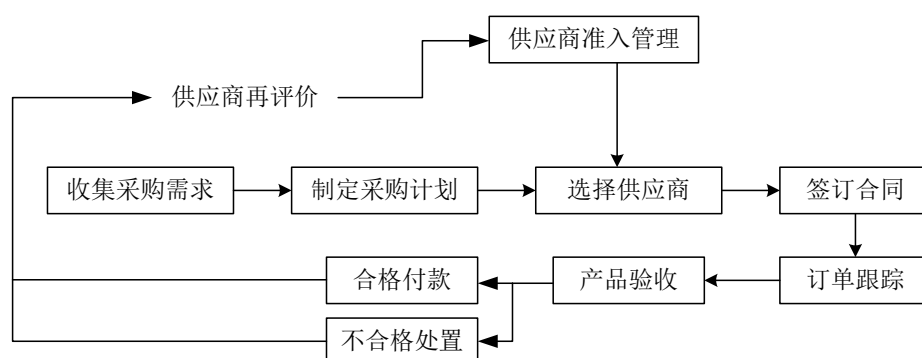 供应商准入管理
供应商再评价
收集采购需求
制定采购计划
选择供应商
签订合同
合格付款
产品验收
订单跟踪
不合格处置